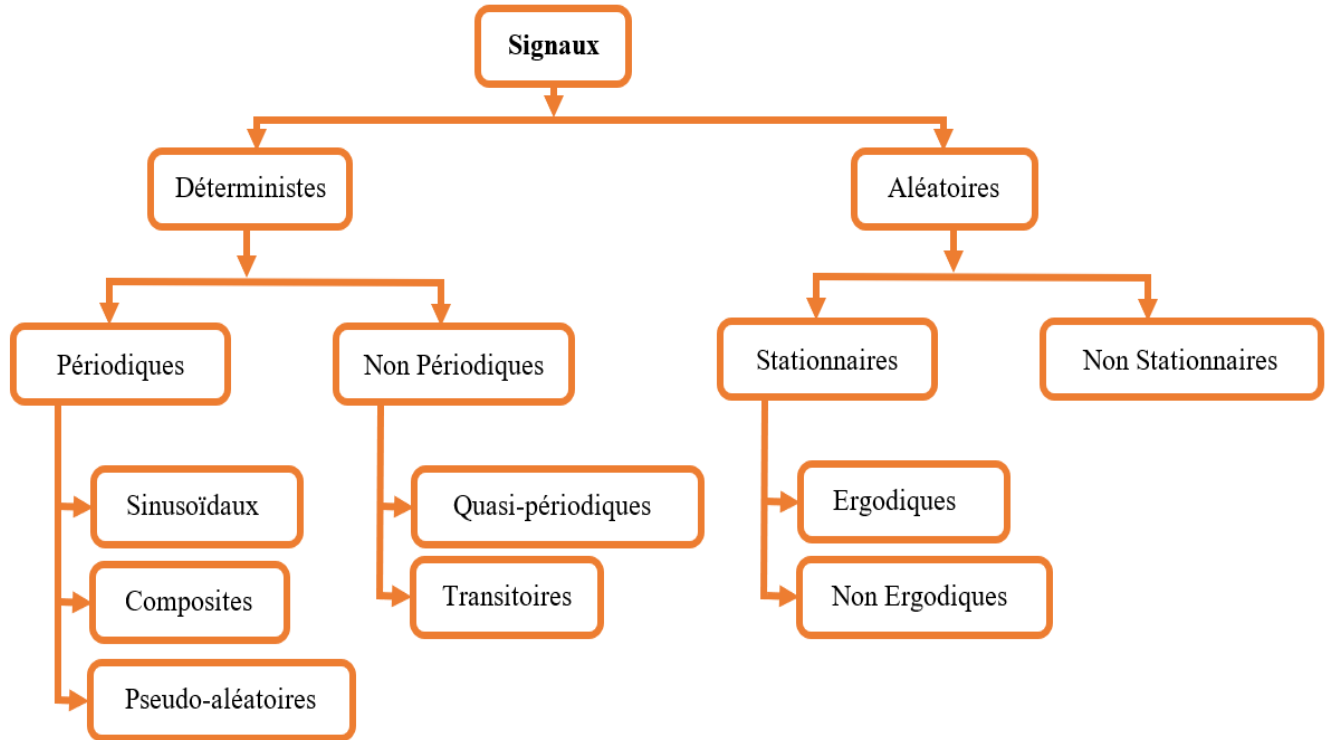 Signaux
Déterministes
Aléatoires
Périodiques
Non Périodiques
Stationnaires
Non Stationnaires
Sinusoïdaux
Quasi-périodiques
Ergodiques
Composites
Transitoires
Non Ergodiques
Pseudo-aléatoires